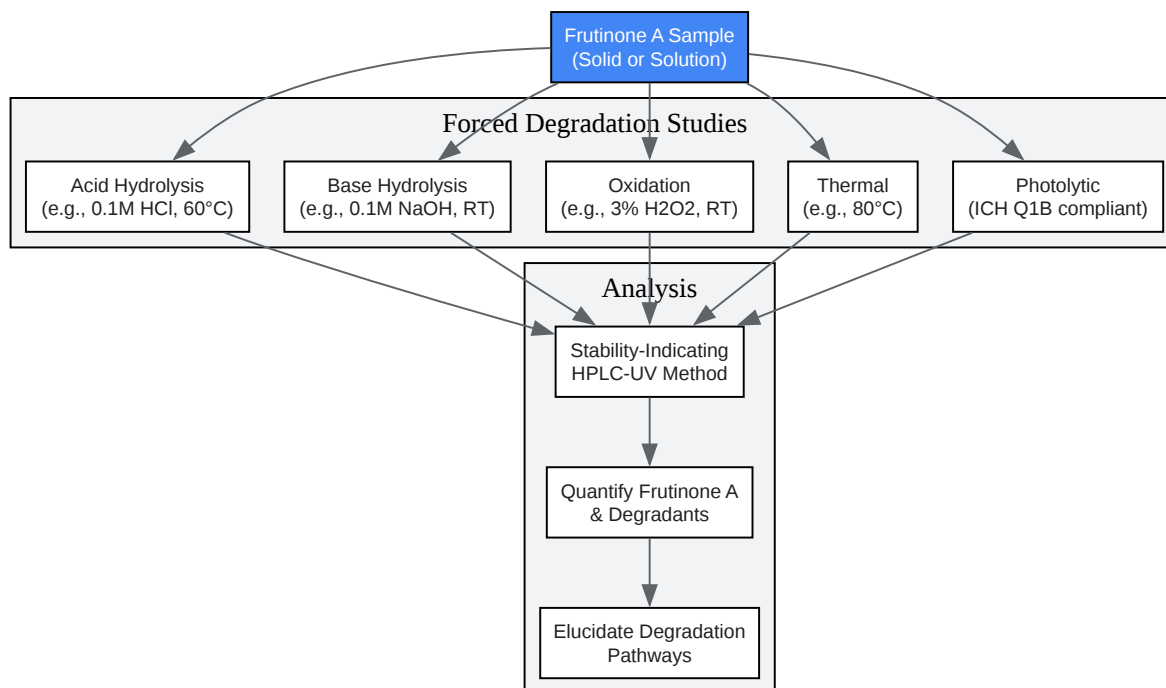 Frutinone A Sample
(Solid or Solution)
Forced Degradation Studies
Acid Hydrolysis
(e.g., 0.1M HCl, 60°C)
Base Hydrolysis
(e.g., 0.1M NaOH, RT)
Oxidation
(e.g., 3% H2O2, RT)
Thermal
(e.g., 80°C)
Photolytic
(ICH Q1B compliant)
Analysis
Stability-Indicating
HPLC-UV Method
Quantify Frutinone A
& Degradants
Elucidate Degradation
Pathways